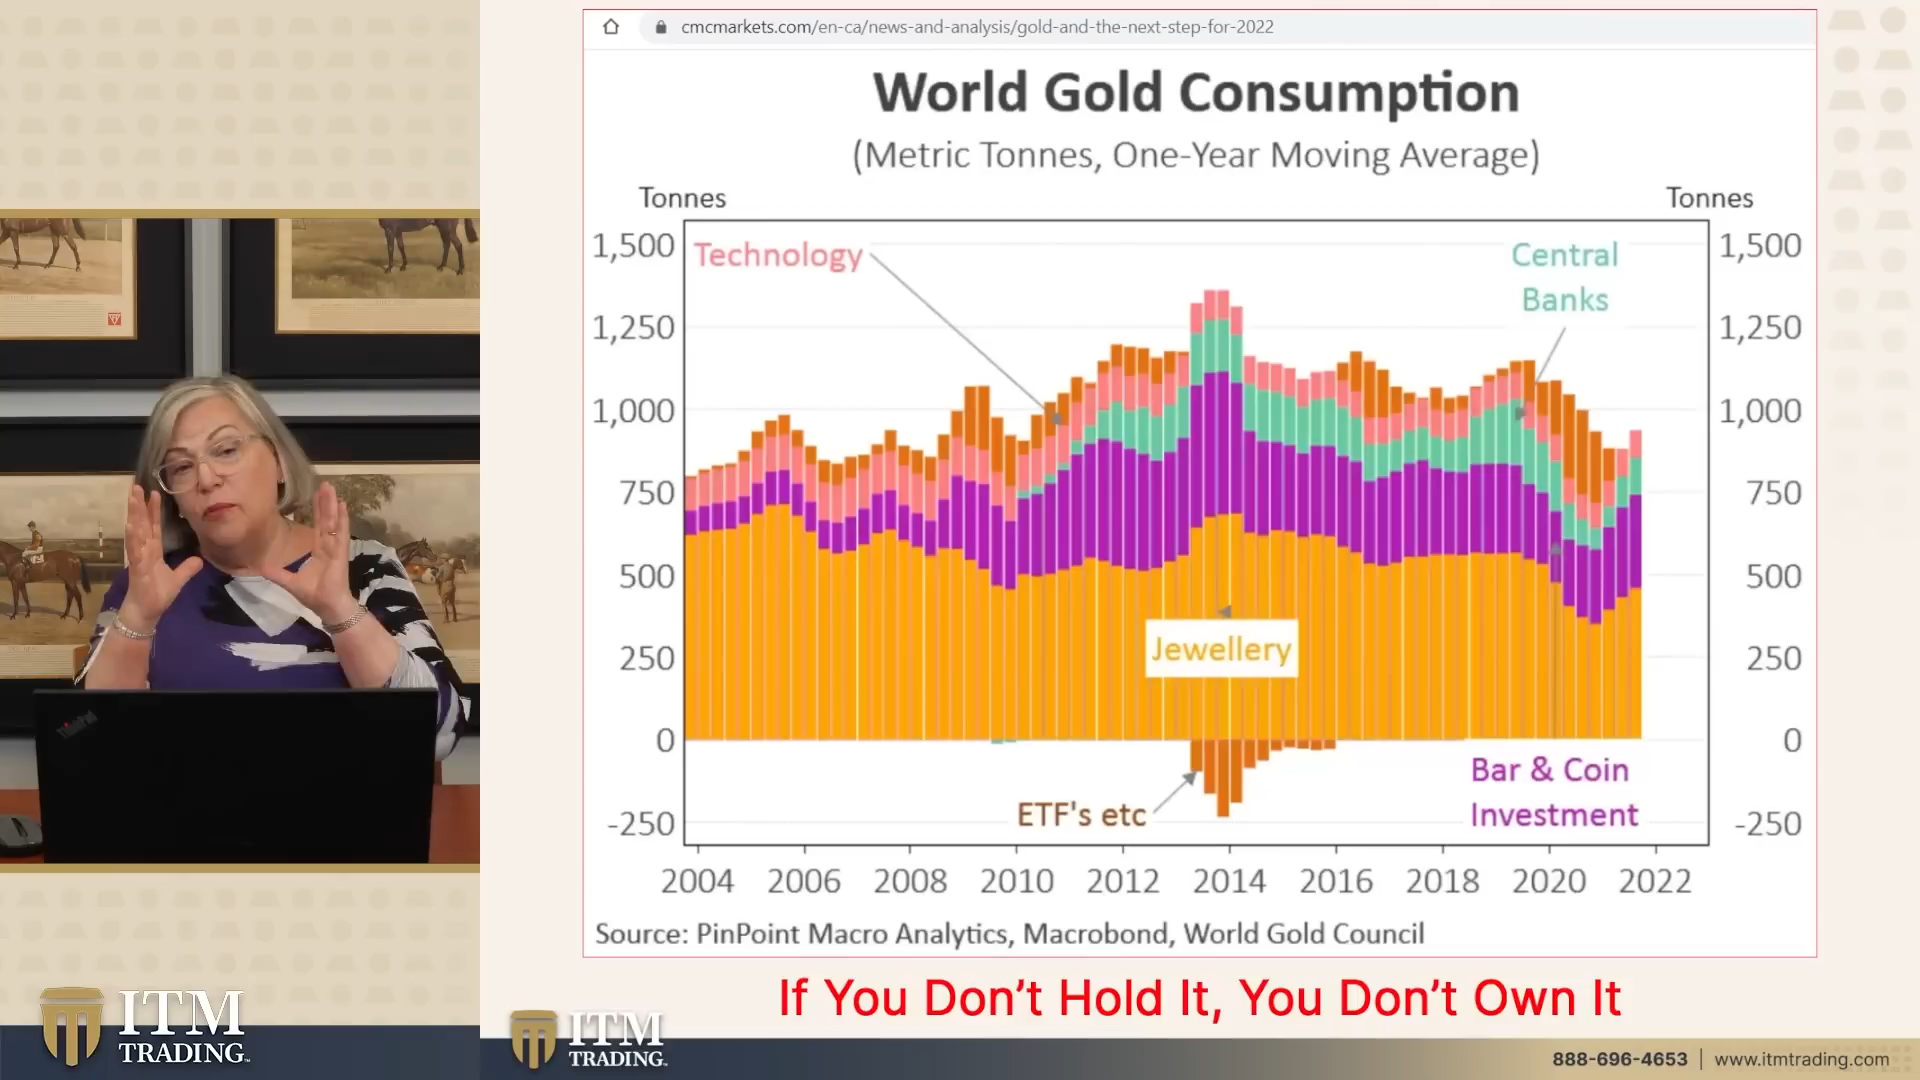 cmcmarkets.com/en-ca/news-and-analysis/gold-and-the-next-step-for-2022
World Gold Consumption
(Metric Tonnes, One-Year Moving Average)
Tonnes
Tonnes
1,500
1,250
1,000
750
500
250
0
-250
Technology
Central
Banks
Jewellery
ETF's etc
Bar & Coin
Investment
1,500
1,250
1,000
750
500
250
0
-250
2004 2006 2008 2010 2012 2014 2016 2018 2020 2022
Source: PinPoint Macro Analytics, Macrobond, World Gold Council
If You Don’t Hold It, You Don’t Own It
ThinkPad
ITM
TRADING™
ITM
TRADING™
888-696-4653 | www.itmtrading.com